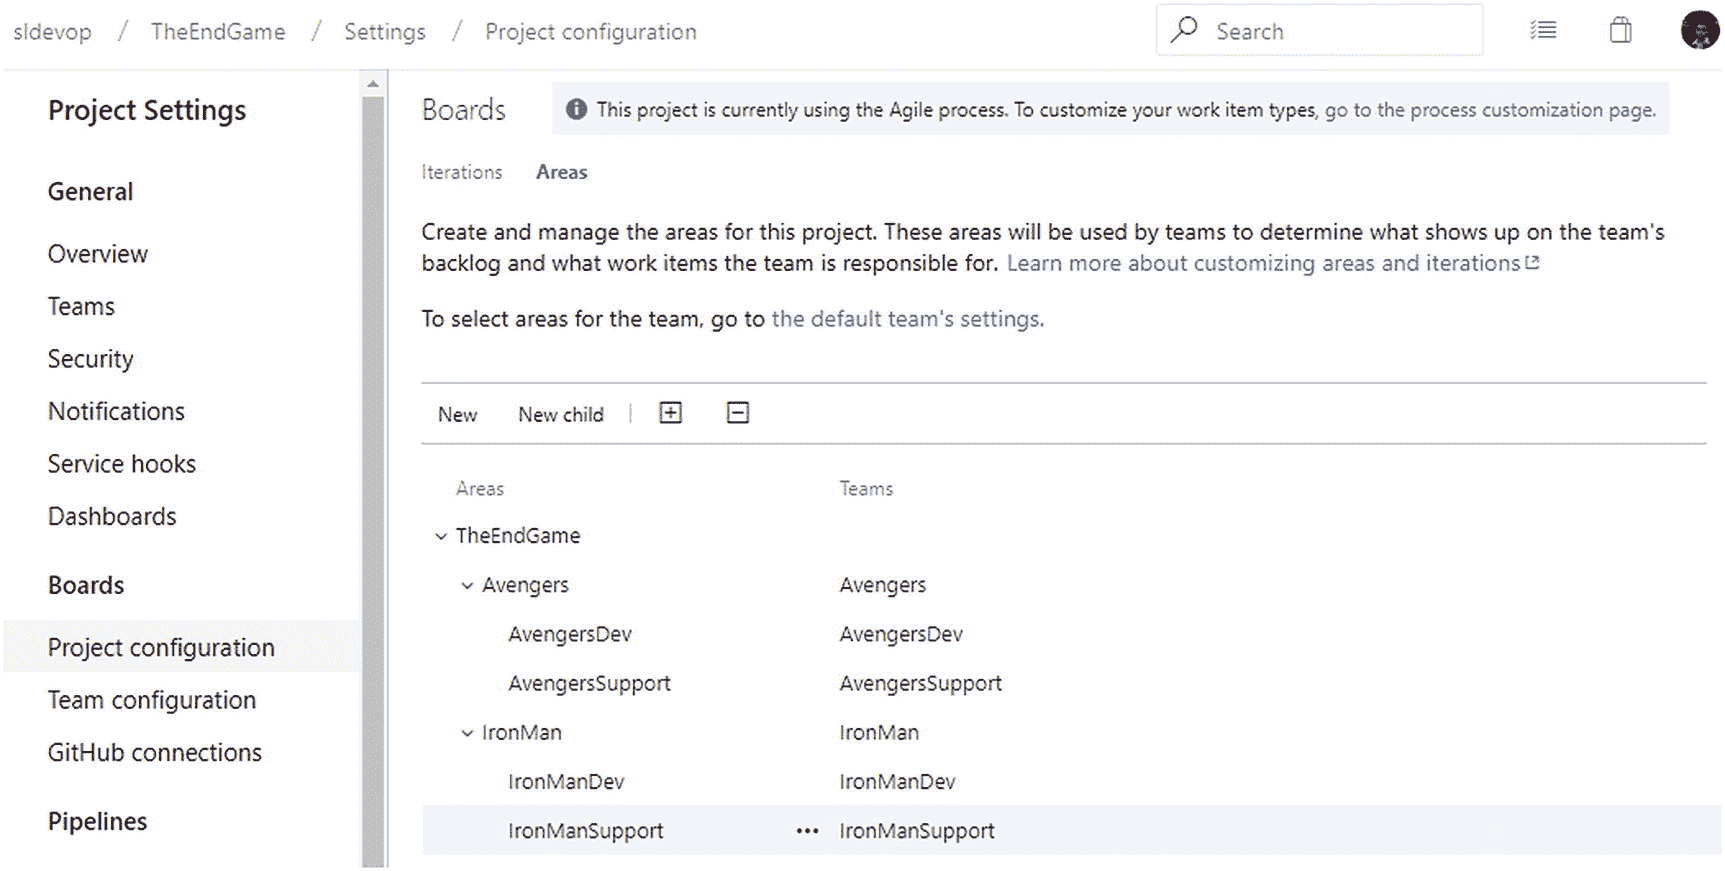 sldevop / TheEndGame / Settings / Project configuration
Search
Project Settings
General
Overview
Teams
Security
Notifications
Service hooks
Dashboards
Boards
Project configuration
Team configuration
GitHub connections
Pipelines
Boards
This project is currently using the Agile process. To customize your work item types, go to the process customization page.
Iterations Areas
Create and manage the areas for this project. These areas will be used by teams to determine what shows up on the team's
backlog and what work items the team is responsible for. Learn more about customizing areas and iterations
To select areas for the team, go to the default team's settings.
New New child
Areas Teams
TheEndGame
Avengers Avengers
AvengersDev AvengersDev
AvengersSupport AvengersSupport
IronMan IronMan
IronManDev IronManDev
IronManSupport ••• IronManSupport